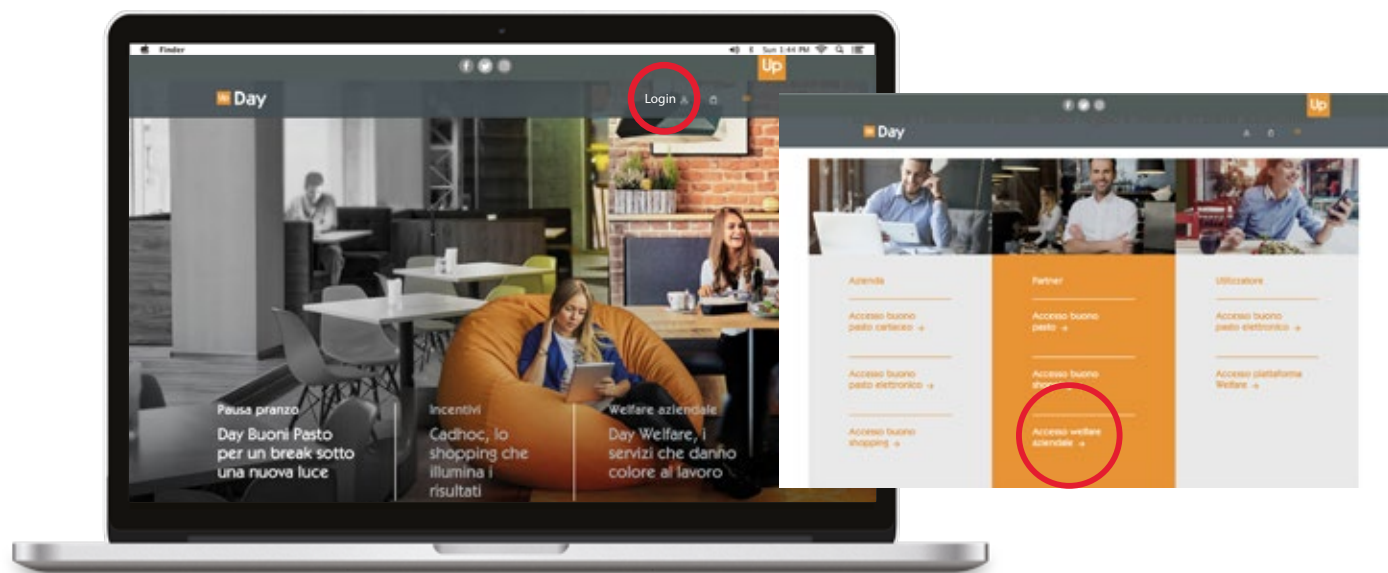 Finder
Sun 1:44 PM
Up
Up Day
Login
Pausa pranzo
Day Buoni Pasto
per un break sotto
una nuova luce
Incentivi
Cadhoc, lo
shopping che
illumina i
risultati
Welfare aziendale
Day Welfare, i
servizi che danno
colore al lavoro
Up
Up Day
Azienda
Accesso buono
pasto cartaceo →
Accesso buono
pasto elettronico →
Accesso buono
shopping →
Partner
Accesso buono
pasto →
Accesso buono
shopping →
Accesso welfare
aziendale →
Utilizzatore
Accesso buono
pasto elettronico →
Accesso piattaforma
Welfare →